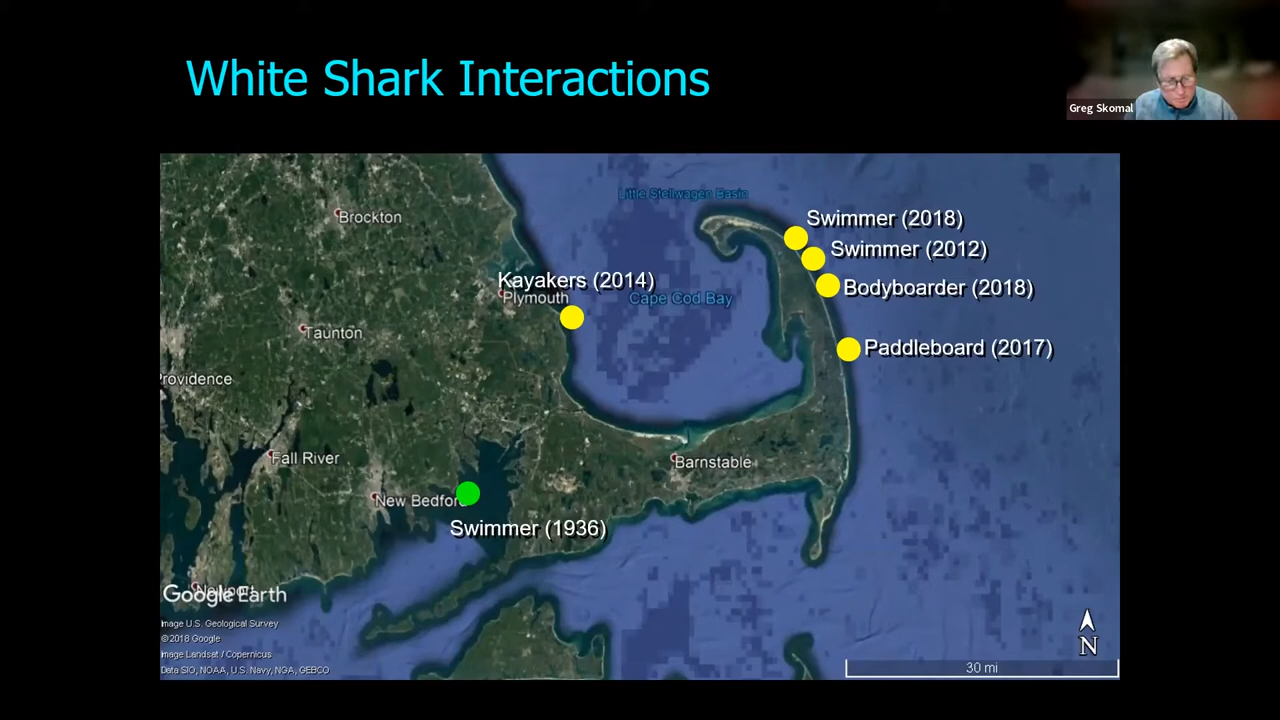 White Shark Interactions
Greg Skomal
Little Stellwagen Basin
Brockton
Swimmer (2018)
Swimmer (2012)
Kayakers (2014)
Bodyboarder (2018)
Plymouth
Cape Cod Bay
Taunton
Paddleboard (2017)
Providence
Fall River
Barnstable
New Bedford
Swimmer (1936)
Newport
Google Earth
Image U.S. Geological Survey
©2018 Google
Image Landsat / Copernicus
Data SIO, NOAA, U.S. Navy, NGA, GEBCO
N
30 mi